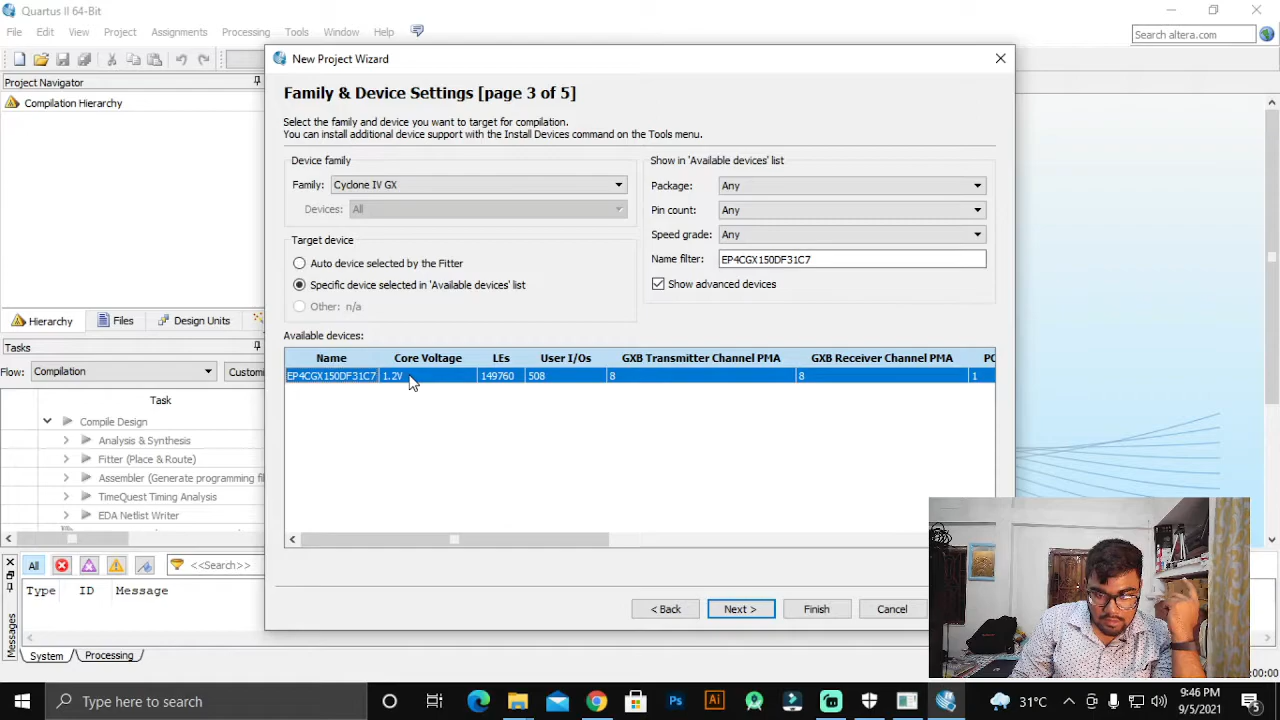 Quartus II 64-Bit
File Edit View Project Assignments Processing Tools Window Help
Search altera.com
Project Navigator
Compilation Hierarchy
Hierarchy Files Design Units
Tasks
Flow: Compilation Customi
Task
Compile Design
Analysis & Synthesis
Fitter (Place & Route)
Assembler (Generate programming fil
TimeQuest Timing Analysis
EDA Netlist Writer
New Project Wizard
Family & Device Settings [page 3 of 5]
Select the family and device you want to target for compilation.
You can install additional device support with the Install Devices command on the Tools menu.
Device family
Family: Cyclone IV GX
Devices: All
Target device
Auto device selected by the Fitter
Specific device selected in 'Available devices' list
Other: n/a
Show in 'Available devices' list
Package: Any
Pin count: Any
Speed grade: Any
Name filter: EP4CGX150DF31C7
Show advanced devices
Available devices:
Name Core Voltage LEs User I/Os GXB Transmitter Channel PMA GXB Receiver Channel PMA PC
EP4CGX150DF31C7 1.2V 149760 508 8 8 1
< Back Next > Finish Cancel
All <<Search>>
Type ID Message
Messages
System Processing
:00:00
Type here to search
Ps Ai
31°C
9:46 PM
9/5/2021
5